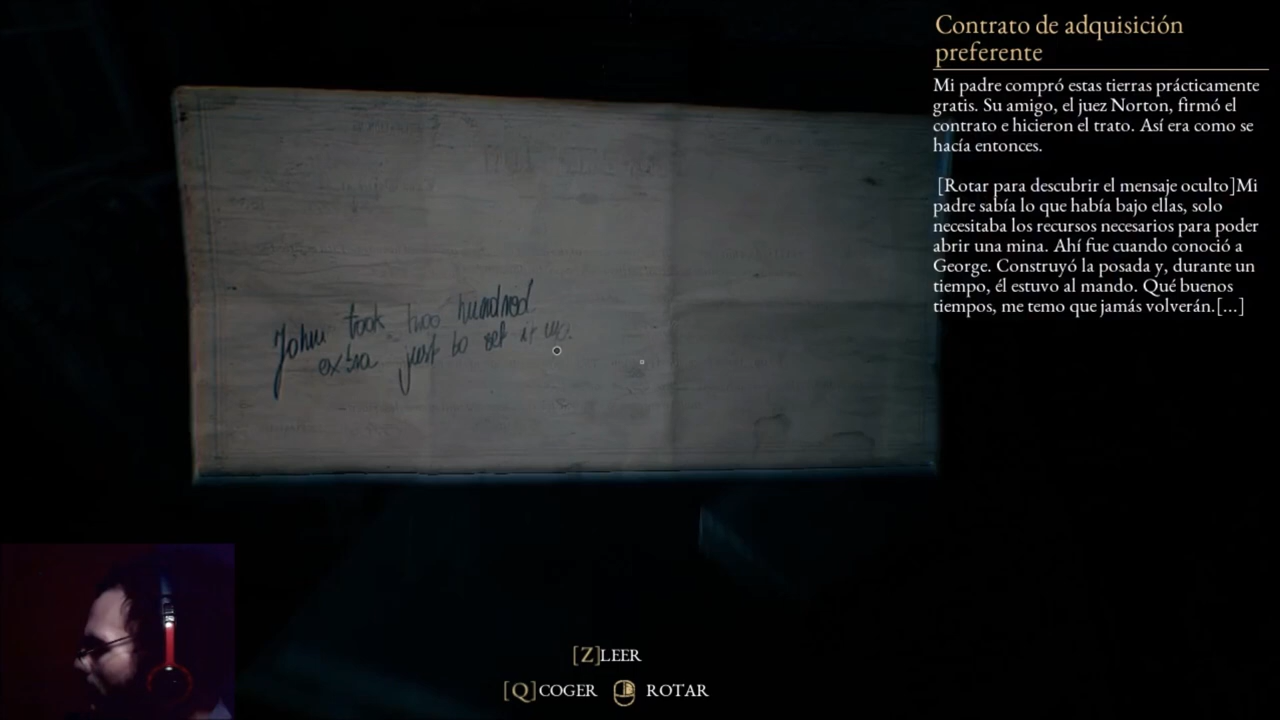 Contrato de adquisición
preferente
Mi padre compró estas tierras prácticamente
gratis. Su amigo, el juez Norton, firmó el
contrato e hicieron el trato. Así era como se
hacía entonces.
[Rotar para descubrir el mensaje oculto]Mi
padre sabía lo que había bajo ellas, solo
necesitaba los recursos necesarios para poder
abrir una mina. Ahí fue cuando conoció a
George. Construyó la posada y, durante un
tiempo, él estuvo al mando. Qué buenos
tiempos, me temo que jamás volverán.[...]
John took two hundred
extra just to set it up.
[Z]LEER
[Q]COGER ROTAR